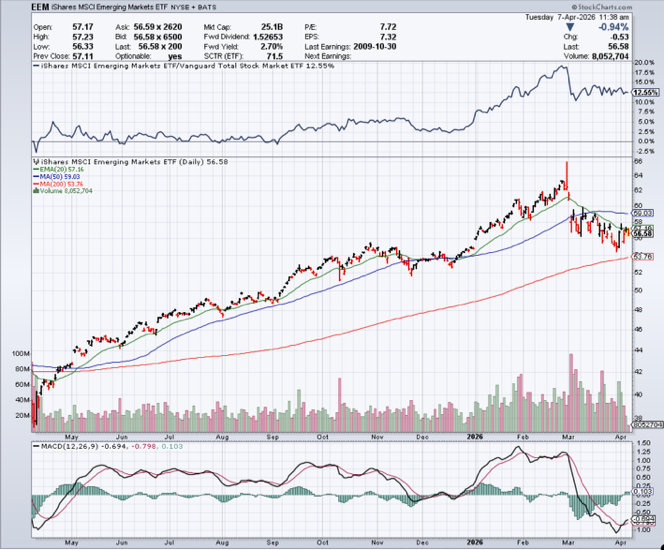 EEM iShares MSCI Emerging Markets ETF NYSE + BATS
© StockCharts.com
Tuesday 7-Apr-2026 11:38 am
Open: 57.17 Ask: 56.59 x 2620 Mkt Cap: 25.1B P/E: 7.72 -0.94%
High: 57.23 Bid: 56.58 x 6500 Fwd Dividend: 1.52653 EPS: 7.32 Chg: -0.53
Low: 56.33 Last Size: 56.58 x 200 Fwd Yield: 2.70% Last Earnings: 2009-10-30 Last: 56.58
Prev Close: 57.11 Optionable: yes SCTR (ETF): 71.5 Next Earnings: Volume: 8,052,704
iShares MSCI Emerging Markets ETF/Vanguard Total Stock Market ETF 12.55%
20.0%
17.5%
15.0%
12.55%
10.0%
7.5%
5.0%
2.5%
0.0%
-2.5%
iShares MSCI Emerging Markets ETF (Daily) 56.58
EMA(20) 57.16
MA(50) 59.03
MA(200) 53.76
Volume 8,052,704
66
64
62
60
59.03
57.16
56.58
53.76
52
50
48
46
44
42
40
38
100M
80M
60M
40M
20M
8052704
May Jun Jul Aug Sep Oct Nov Dec 2026 Feb Mar Apr
MACD(12,26,9) -0.694, -0.798, 0.103
1.50
1.25
1.00
0.75
0.50
0.103
-0.694
-1.00
May Jun Jul Aug Sep Oct Nov Dec 2026 Feb Mar Apr